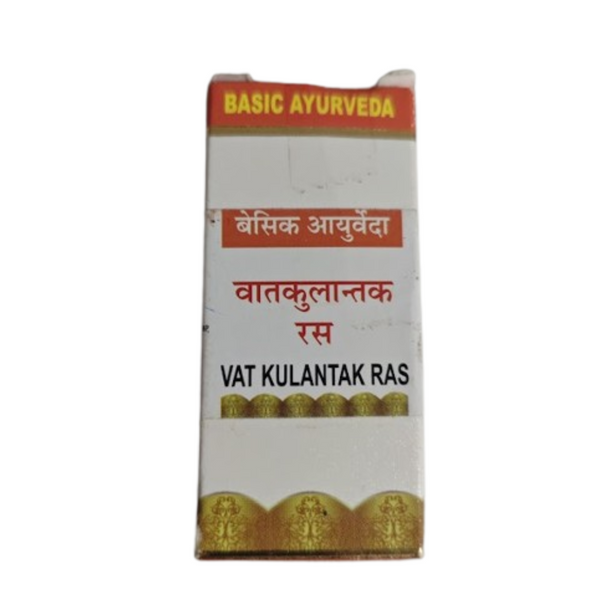 BASIC AYURVEDA
बेसिक आयुर्वेदा
वातकुलान्तक
रस
VAT KULANTAK RAS